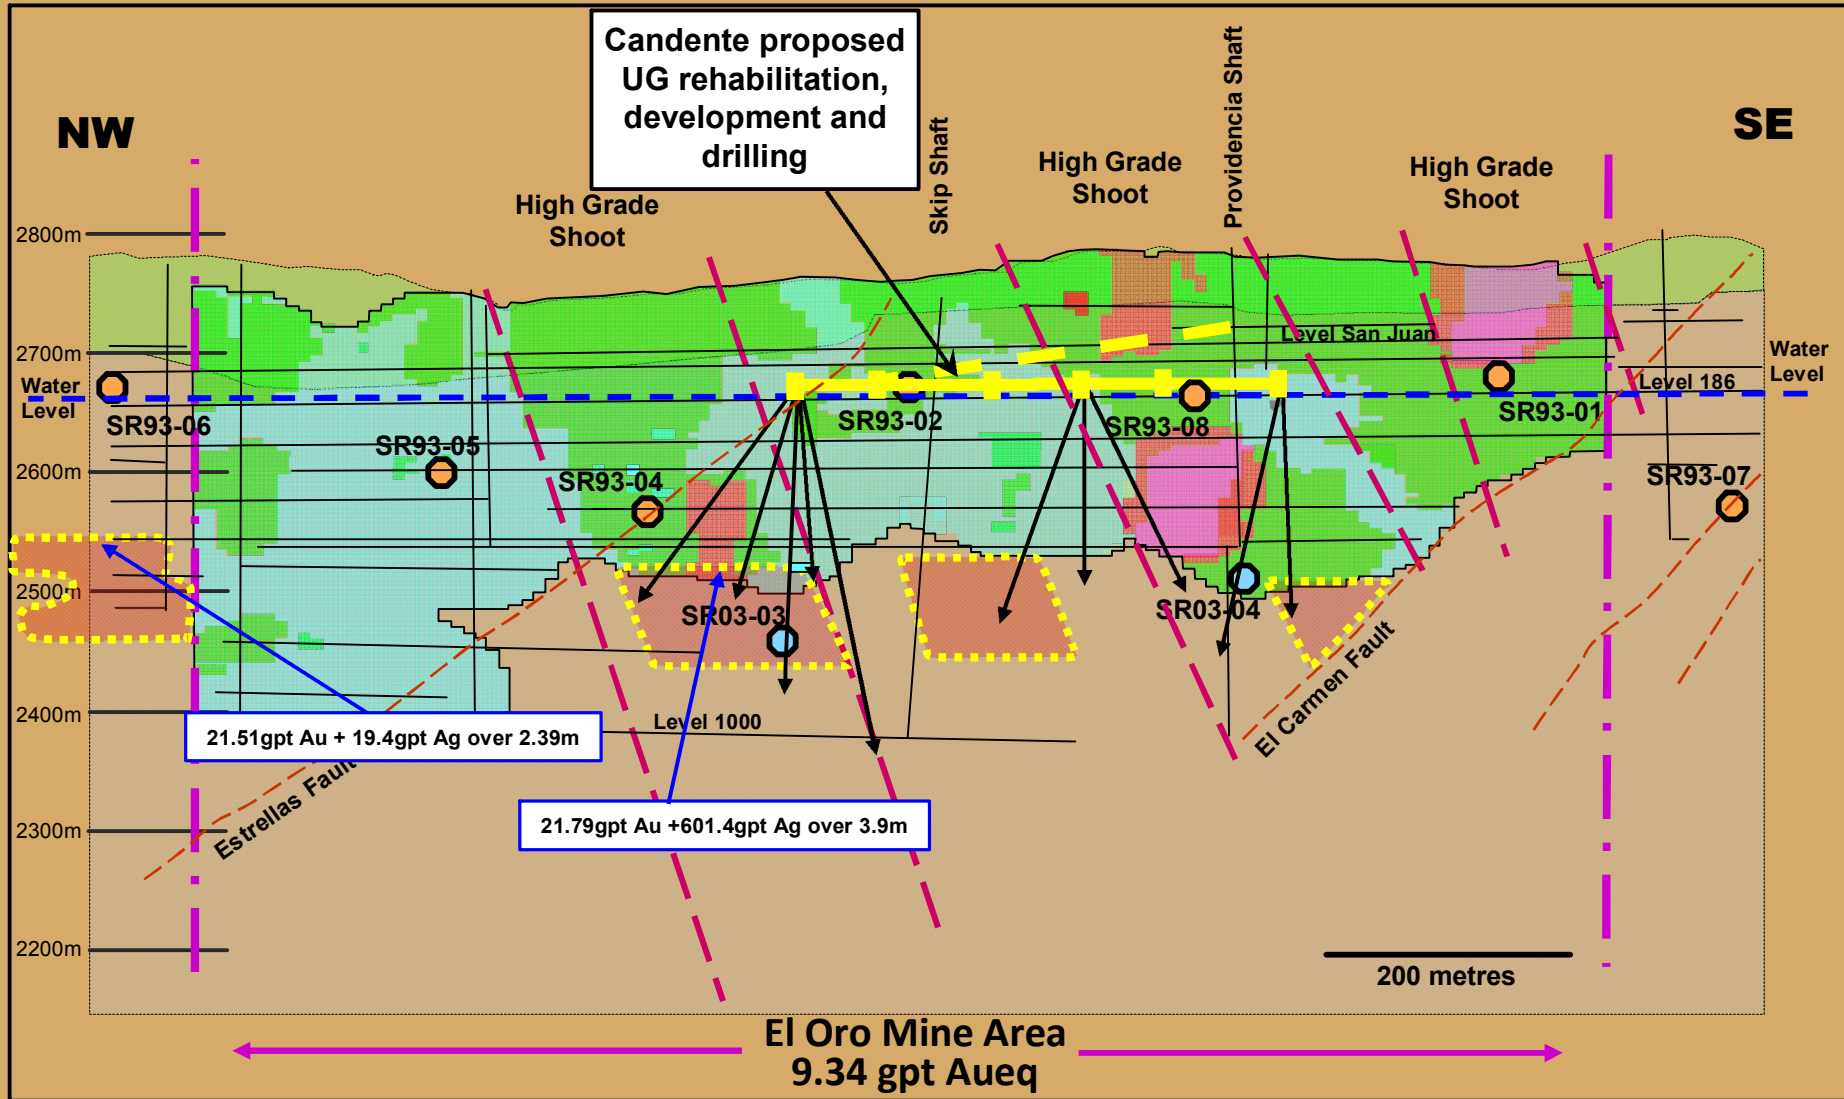 Candente proposed
UG rehabilitation,
development and
drilling
NW
SE
High Grade
Shoot
Skip Shaft
High Grade
Shoot
Providencia Shaft
High Grade
Shoot
2800m
2700m
2600m
2500m
2400m
2300m
2200m
Water
Level
Water
Level
Level San Juan
Level 186
SR93-06
SR93-05
SR93-04
SR93-02
SR93-08
SR93-01
SR93-07
SR03-03
SR03-04
Level 1000
21.51gpt Au + 19.4gpt Ag over 2.39m
21.79gpt Au +601.4gpt Ag over 3.9m
Estrellas Fault
El Carmen Fault
200 metres
El Oro Mine Area
9.34 gpt Aueq